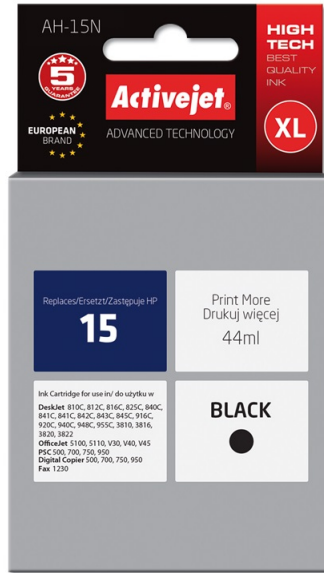 AH-15N
HIGH
TECH
BEST
QUALITY
INK
5
YEARS
GUARANTEE
Activejet®
EUROPEAN
BRAND
ADVANCED TECHNOLOGY
XL
Replaces/Ersetzt/Zastępuje HP
15
Print More
Drukuj więcej
44ml
Ink Cartridge for use in/ do użytku w
DeskJet 810C, 812C, 816C, 825C, 840C,
841C, 841C, 842C, 843C, 845C, 916C,
920C, 940C, 948C, 955C, 3810, 3816,
3820, 3822
OfficeJet 5100, 5110, V30, V40, V45
PSC 500, 700, 750, 950
Digital Copier 500, 700, 750, 950
Fax 1230
BLACK